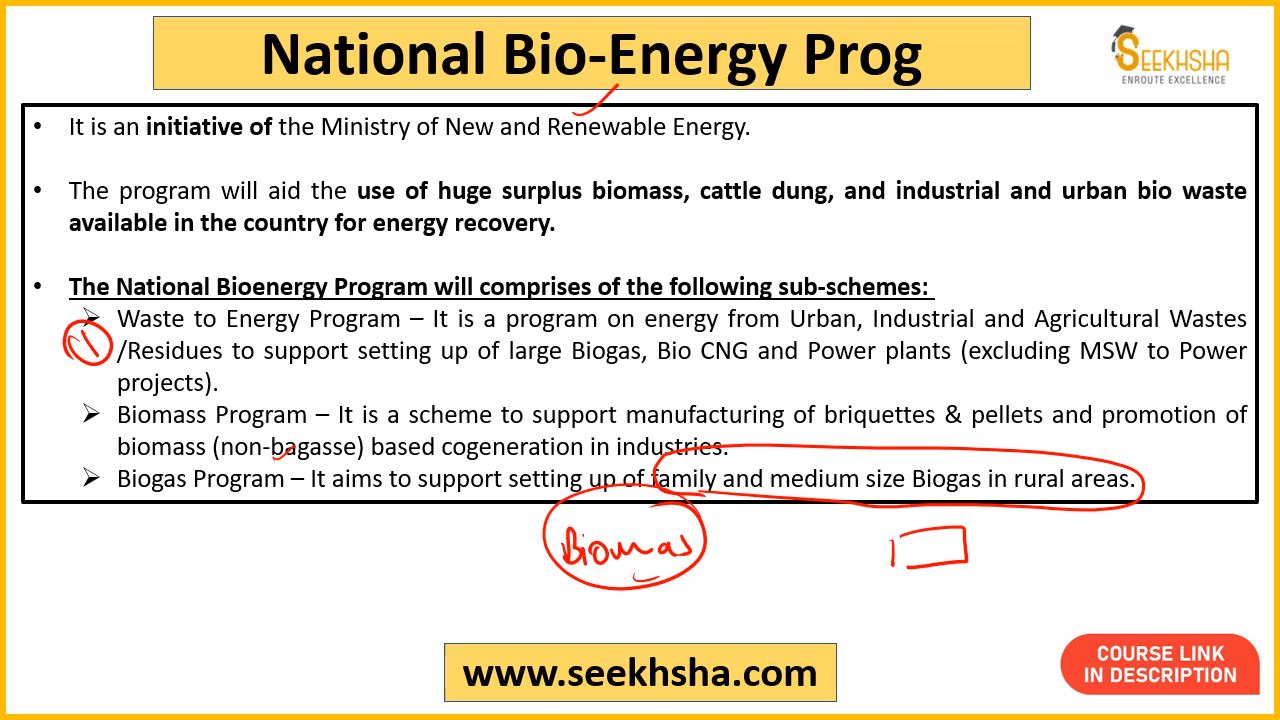 National Bio-Energy Prog
SEEKHSHA
ENROUTE EXCELLENCE
• It is an initiative of the Ministry of New and Renewable Energy.
• The program will aid the use of huge surplus biomass, cattle dung, and industrial and urban bio waste
available in the country for energy recovery.
• The National Bioenergy Program will comprises of the following sub-schemes:
➤ Waste to Energy Program – It is a program on energy from Urban, Industrial and Agricultural Wastes
/Residues to support setting up of large Biogas, Bio CNG and Power plants (excluding MSW to Power
projects).
➤ Biomass Program – It is a scheme to support manufacturing of briquettes & pellets and promotion of
biomass (non-bagasse) based cogeneration in industries.
➤ Biogas Program – It aims to support setting up of family and medium size Biogas in rural areas.
Biomas
www.seekhsha.com
COURSE LINK
IN DESCRIPTION